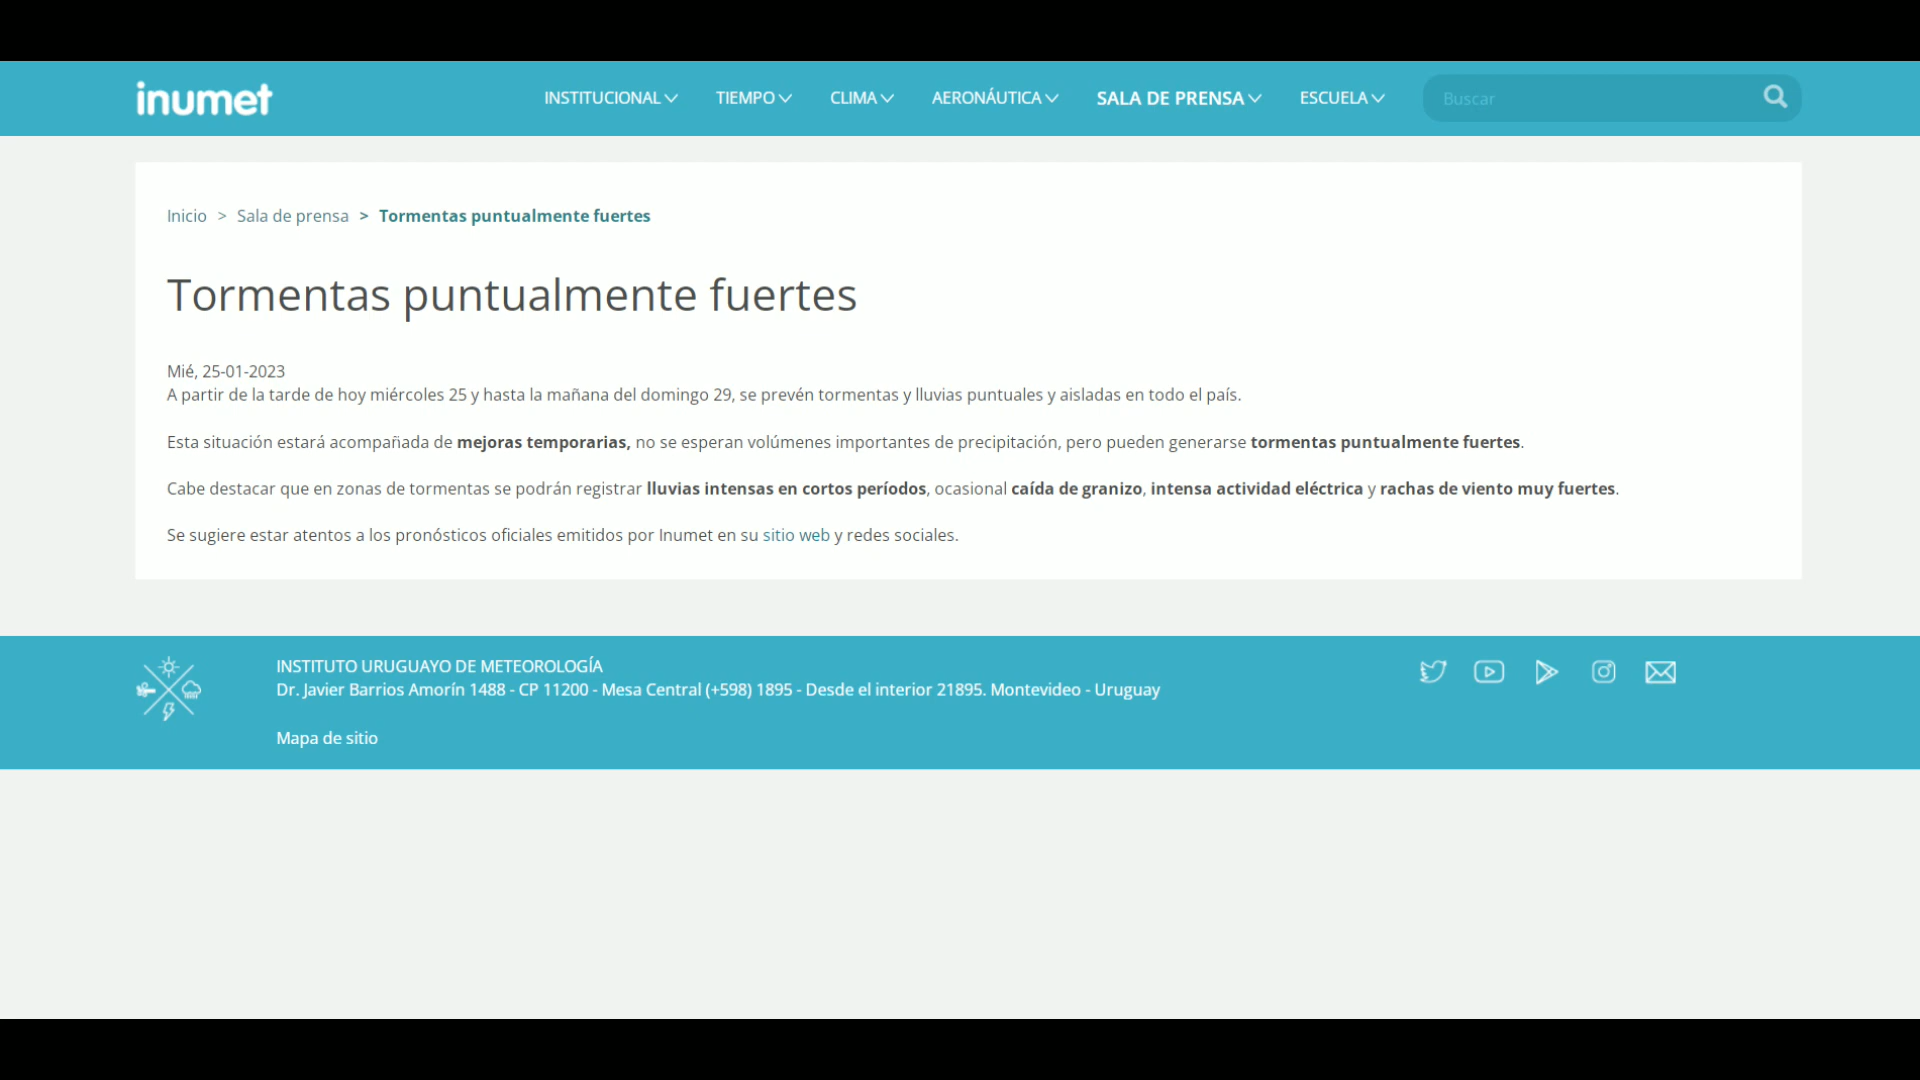 inumet
INSTITUCIONAL TIEMPO CLIMA AERONÁUTICA SALA DE PRENSA ESCUELA Buscar
Inicio > Sala de prensa > Tormentas puntualmente fuertes
Tormentas puntualmente fuertes
Mié, 25-01-2023
A partir de la tarde de hoy miércoles 25 y hasta la mañana del domingo 29, se prevén tormentas y lluvias puntuales y aisladas en todo el país.
Esta situación estará acompañada de mejoras temporarias, no se esperan volúmenes importantes de precipitación, pero pueden generarse tormentas puntualmente fuertes.
Cabe destacar que en zonas de tormentas se podrán registrar lluvias intensas en cortos períodos, ocasional caída de granizo, intensa actividad eléctrica y rachas de viento muy fuertes.
Se sugiere estar atentos a los pronósticos oficiales emitidos por Inumet en su sitio web y redes sociales.
INSTITUTO URUGUAYO DE METEOROLOGÍA
Dr. Javier Barrios Amorín 1488 - CP 11200 - Mesa Central (+598) 1895 - Desde el interior 21895. Montevideo - Uruguay
Mapa de sitio